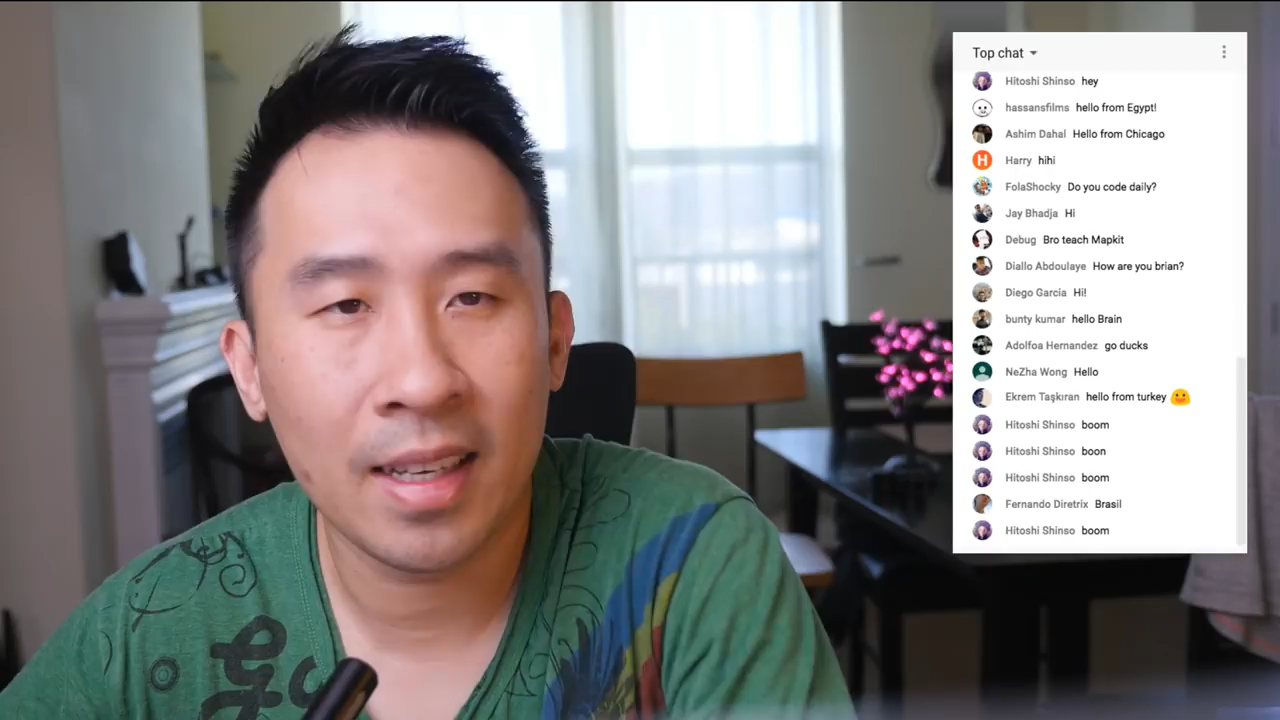 Top chat
Hitoshi Shinso hey
hassansfilms hello from Egypt!
Ashim Dahal Hello from Chicago
H Harry hihi
FolaShocky Do you code daily?
Jay Bhadja Hi
Debug Bro teach Mapkit
Diallo Abdoulaye How are you brian?
Diego Garcia Hi!
bunty kumar hello Brain
Adolfoa Hernandez go ducks
NeZha Wong Hello
Ekrem Taşkıran hello from turkey
Hitoshi Shinso boom
Hitoshi Shinso boon
Hitoshi Shinso boom
Fernando Diretrix Brasil
Hitoshi Shinso boom